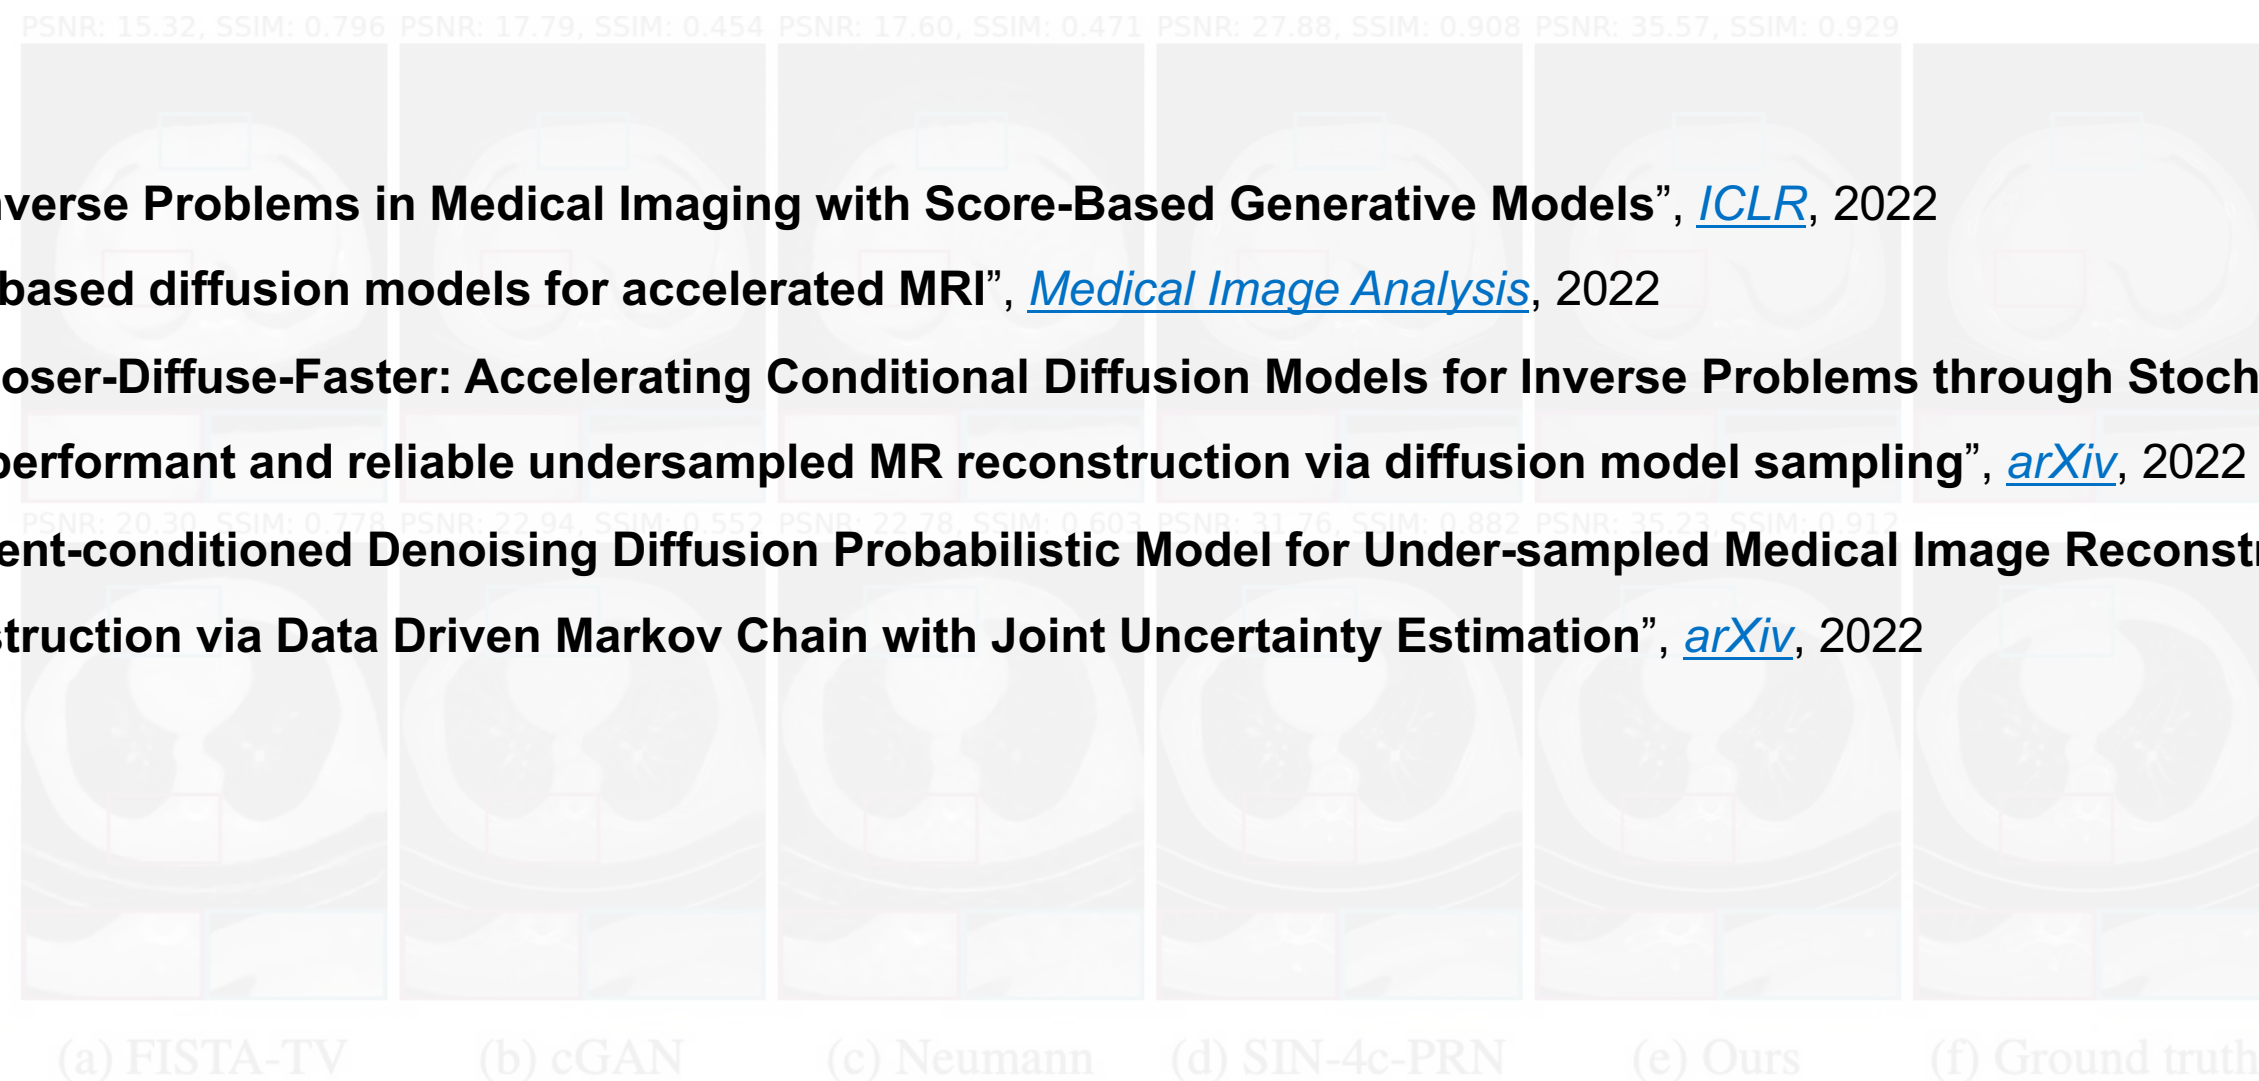 PSNR: 15.32, SSIM: 0.796 PSNR: 17.79, SSIM: 0.454 PSNR: 17.60, SSIM: 0.471 PSNR: 27.88, SSIM: 0.908 PSNR: 35.57, SSIM: 0.929
verse Problems in Medical Imaging with Score-Based Generative Models”, ICLR, 2022
based diffusion models for accelerated MRI”, Medical Image Analysis, 2022
oser-Diffuse-Faster: Accelerating Conditional Diffusion Models for Inverse Problems through Stoch
performant and reliable undersampled MR reconstruction via diffusion model sampling”, arXiv, 2022
PSNR: 20.30, SSIM: 0.778 PSNR: 22.94, SSIM: 0.552 PSNR: 22.78, SSIM: 0.603 PSNR: 31.76, SSIM: 0.882 PSNR: 35.23, SSIM: 0.912
ent-conditioned Denoising Diffusion Probabilistic Model for Under-sampled Medical Image Reconst
struction via Data Driven Markov Chain with Joint Uncertainty Estimation”, arXiv, 2022
(a) FISTA-TV (b) cGAN (c) Neumann (d) SIN-4c-PRN (e) Ours (f) Ground truth